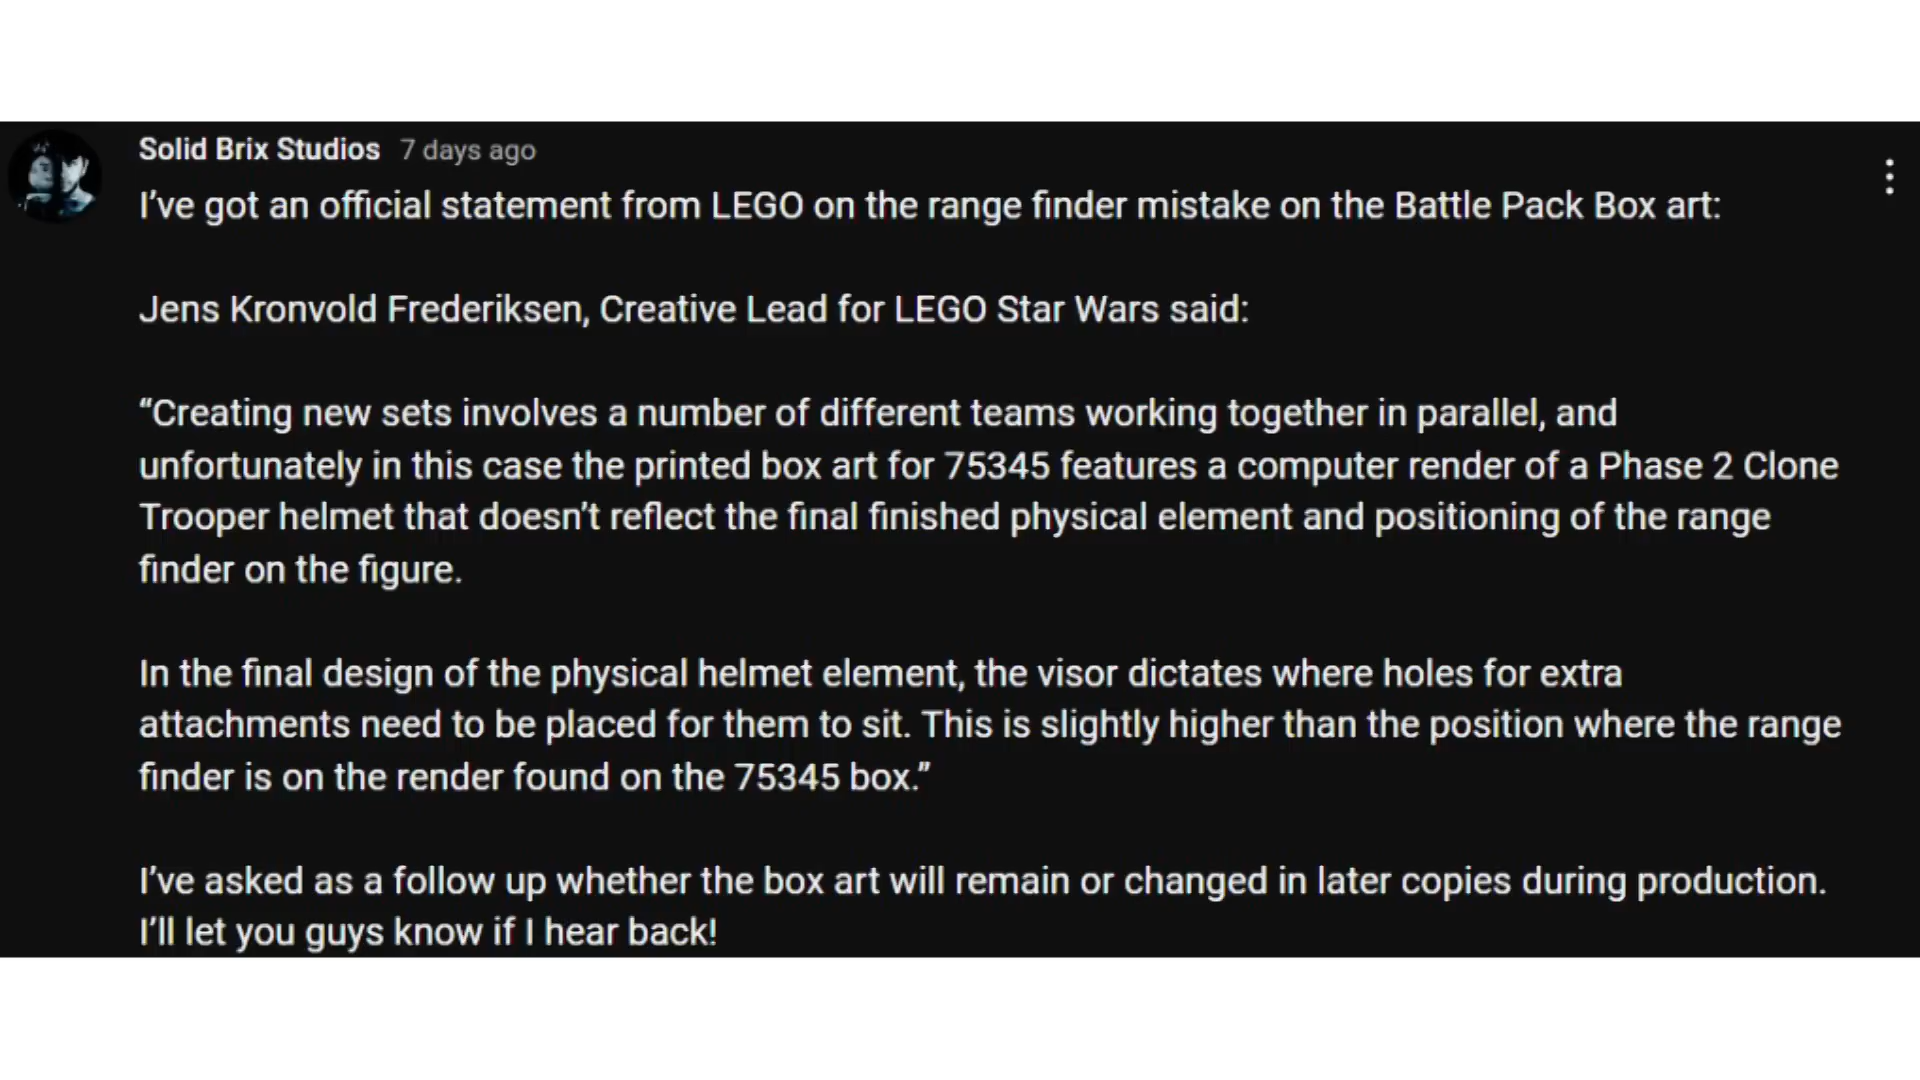 Solid Brix Studios 7 days ago
I’ve got an official statement from LEGO on the range finder mistake on the Battle Pack Box art:
Jens Kronvold Frederiksen, Creative Lead for LEGO Star Wars said:
“Creating new sets involves a number of different teams working together in parallel, and
unfortunately in this case the printed box art for 75345 features a computer render of a Phase 2 Clone
Trooper helmet that doesn’t reflect the final finished physical element and positioning of the range
finder on the figure.
In the final design of the physical helmet element, the visor dictates where holes for extra
attachments need to be placed for them to sit. This is slightly higher than the position where the range
finder is on the render found on the 75345 box.”
I’ve asked as a follow up whether the box art will remain or changed in later copies during production.
I’ll let you guys know if I hear back!